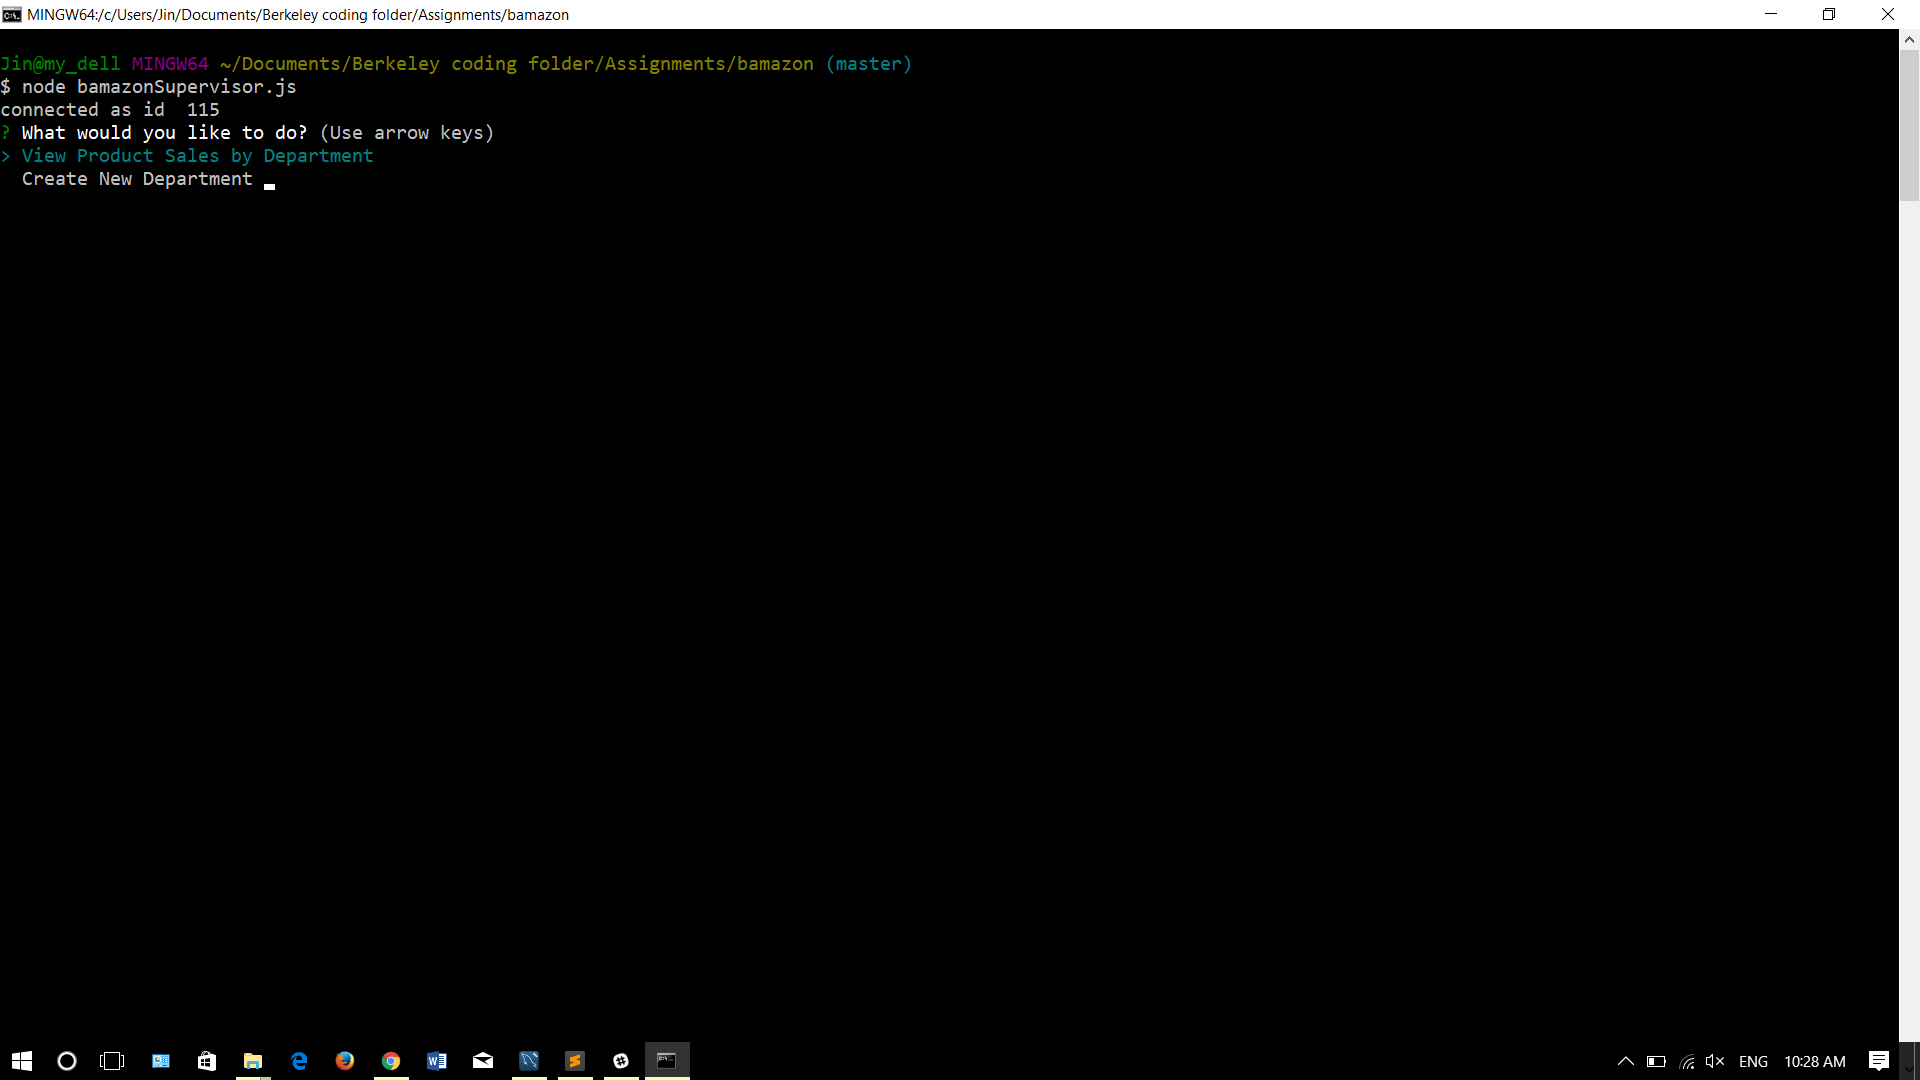 MINGW64:/c/Users/Jin/Documents/Berkeley coding folder/Assignments/bamazon
Jin@my_dell MINGW64 ~/Documents/Berkeley coding folder/Assignments/bamazon (master)
$ node bamazonSupervisor.js
connected as id  115
? What would you like to do? (Use arrow keys)
> View Product Sales by Department
  Create New Department
ENG 10:28 AM